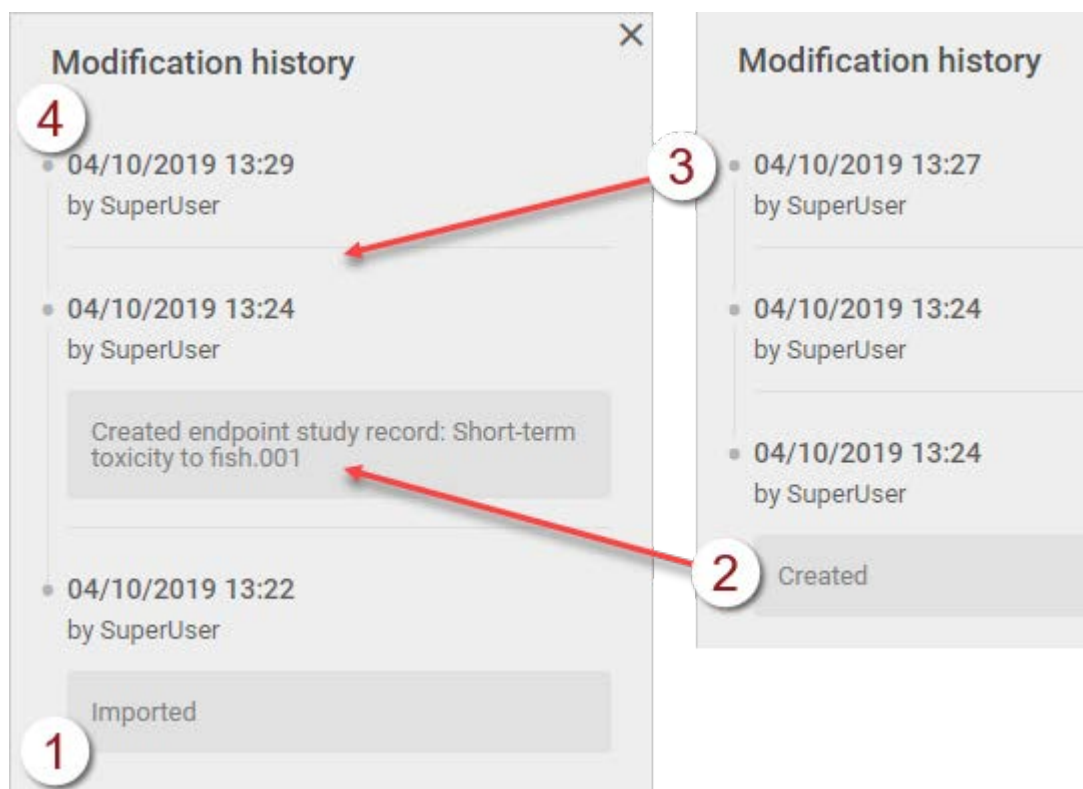 Modification history
×
4
04/10/2019 13:29
by SuperUser
04/10/2019 13:24
by SuperUser
Created endpoint study record: Short-term
toxicity to fish.001
04/10/2019 13:22
by SuperUser
Imported
1
Modification history
3
04/10/2019 13:27
by SuperUser
04/10/2019 13:24
by SuperUser
04/10/2019 13:24
by SuperUser
2
Created